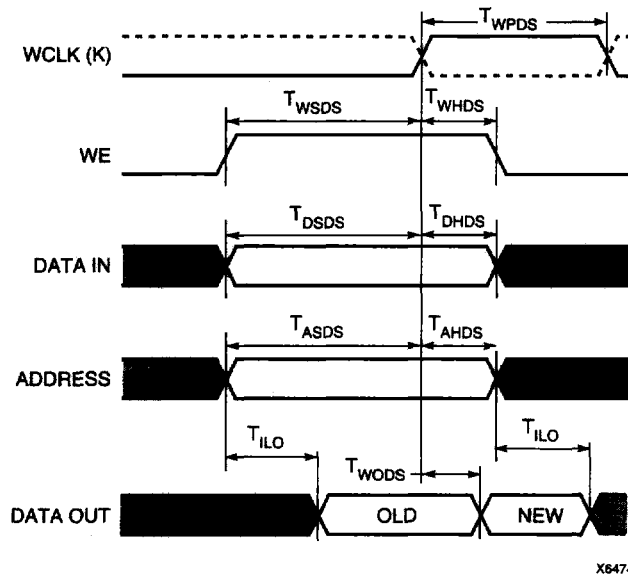 T_WPDS
WCLK (K)
T_WSDS T_WHDS
WE
T_DSDS T_DHDS
DATA IN
T_ASDS T_AHDS
ADDRESS
T_ILO T_ILO
T_WODS
DATA OUT OLD NEW